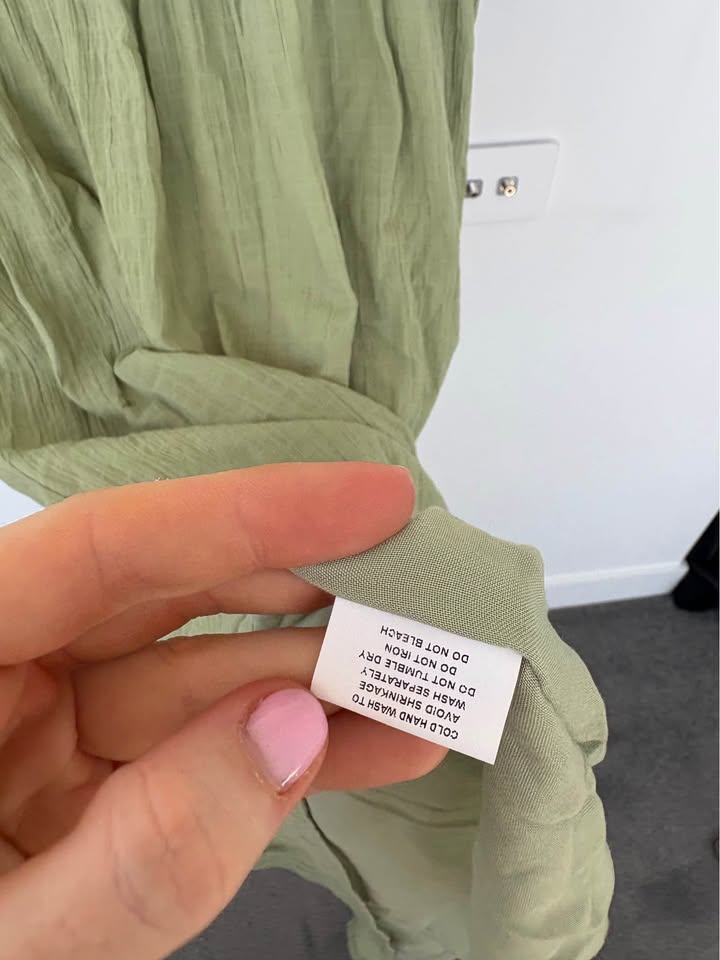 COLD HAND WASH TO
AVOID SHRINKAGE
WASH SEPARATELY
DO NOT TUMBLE DRY
DO NOT IRON
DO NOT BLEACH